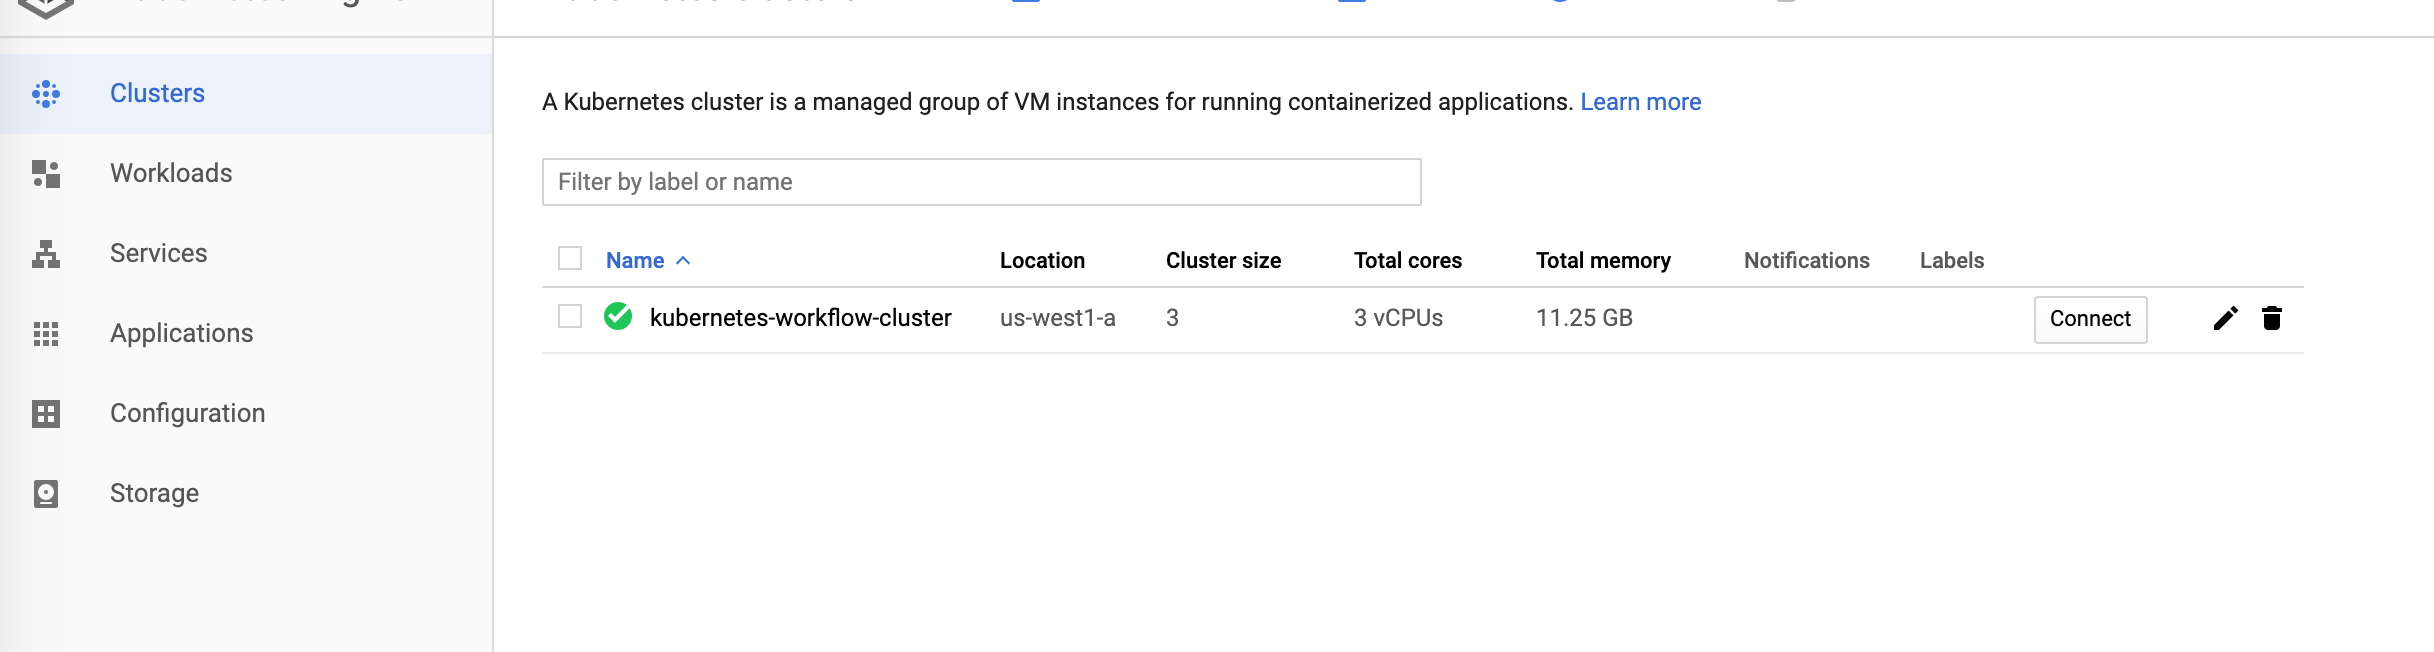 Clusters
Workloads
Services
Applications
Configuration
Storage
A Kubernetes cluster is a managed group of VM instances for running containerized applications. Learn more
Filter by label or name
Name Location Cluster size Total cores Total memory Notifications Labels
kubernetes-workflow-cluster us-west1-a 3 3 vCPUs 11.25 GB Connect